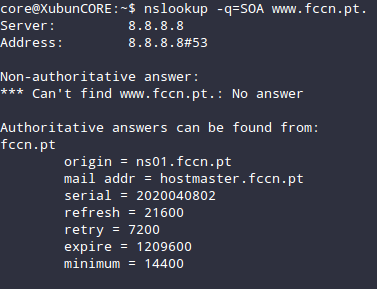 core@XubunCORE:~$ nslookup -q=SOA www.fccn.pt.
Server: 8.8.8.8
Address: 8.8.8.8#53
Non-authoritative answer:
*** Can't find www.fccn.pt.: No answer
Authoritative answers can be found from:
fccn.pt
origin = ns01.fccn.pt
mail addr = hostmaster.fccn.pt
serial = 2020040802
refresh = 21600
retry = 7200
expire = 1209600
minimum = 14400